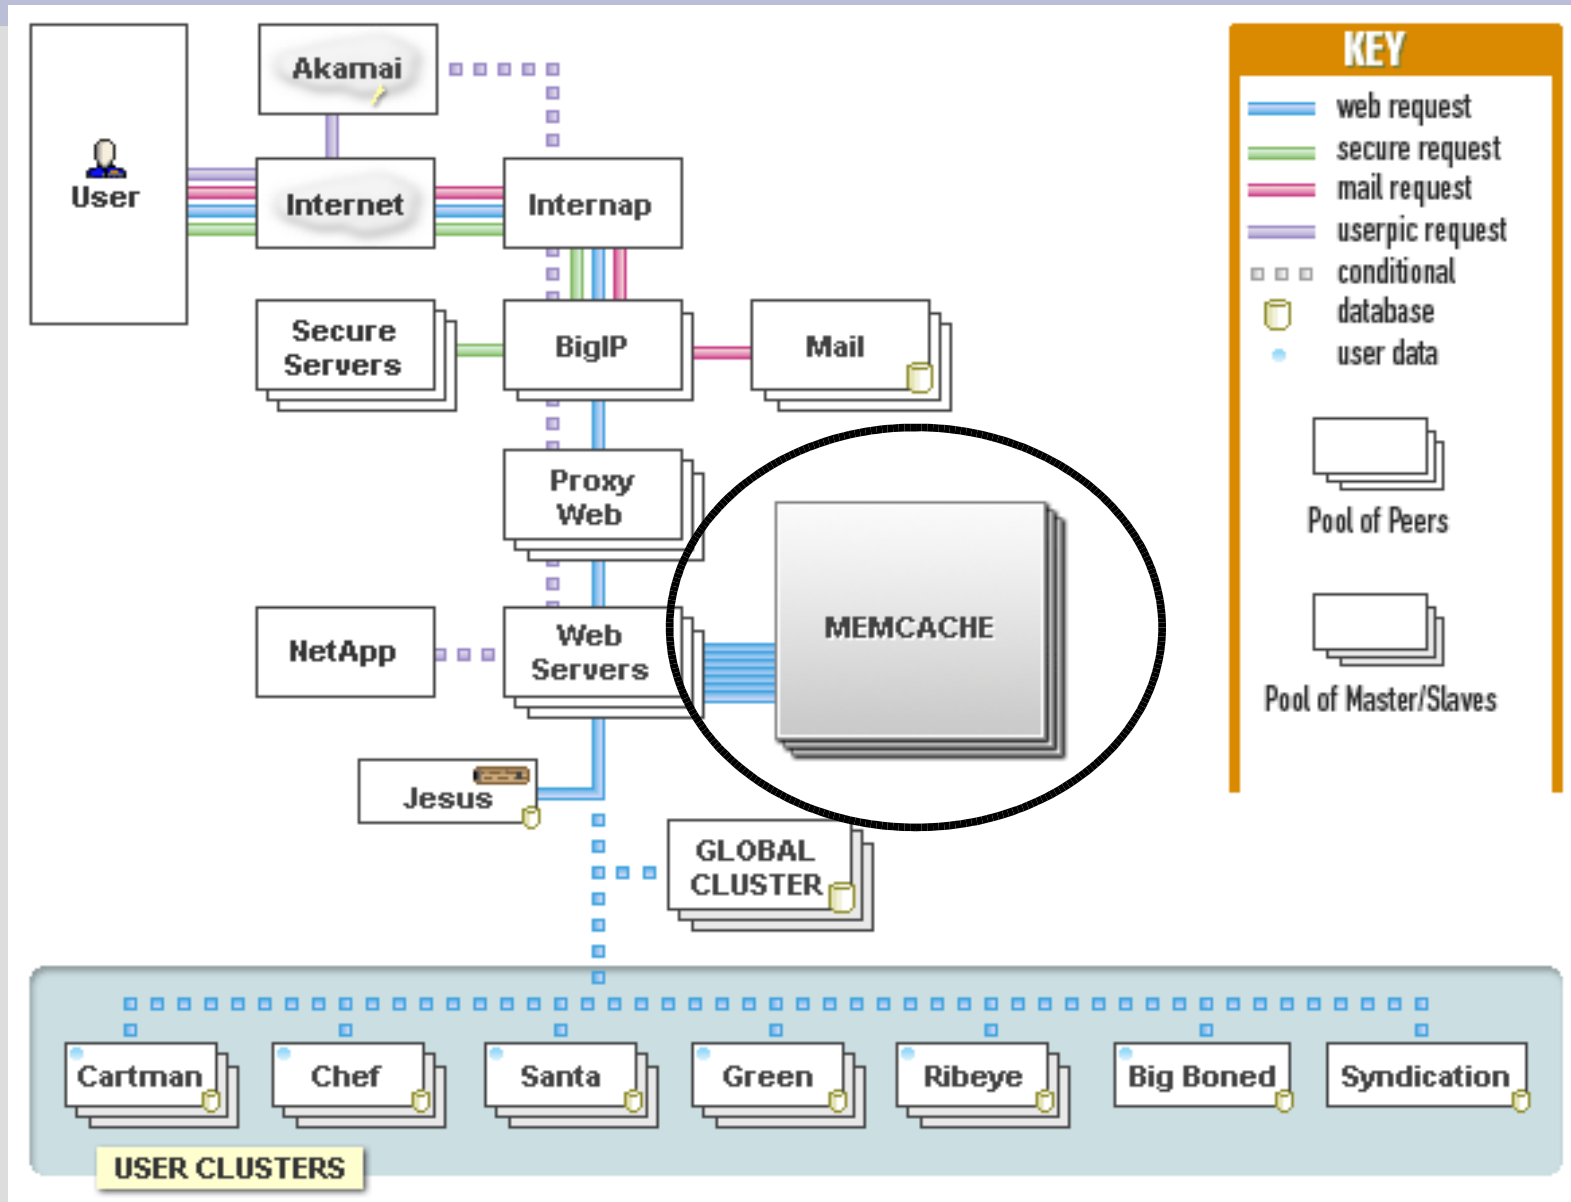 Akamai
User
Internet
Internap
Secure
Servers
BigIP
Mail
Proxy
Web
NetApp
Web
Servers
MEMCACHE
Jesus
GLOBAL
CLUSTER
Cartman
Chef
Santa
Green
Ribeye
Big Boned
Syndication
USER CLUSTERS
KEY
web request
secure request
mail request
userpic request
conditional
database
user data
Pool of Peers
Pool of Master/Slaves